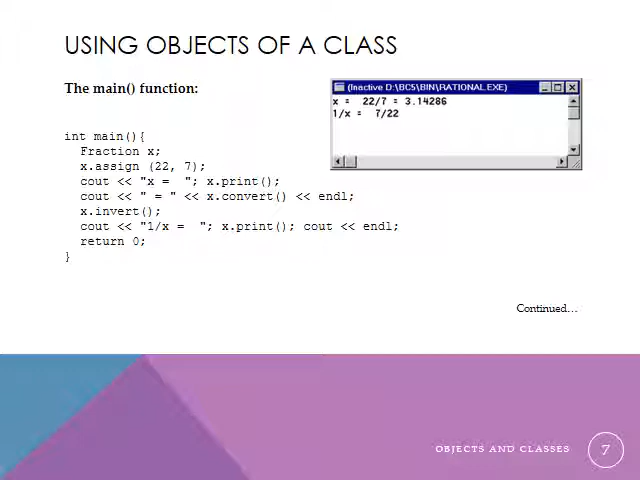 USING OBJECTS OF A CLASS
The main() function:
(Inactive D:\BC5\BIN\RATIONAL.EXE)
x =  22/7 = 3.14286
1/x =  7/22
int main(){
  Fraction x;
  x.assign (22, 7);
  cout << "x =  "; x.print();
  cout << " = " << x.convert() << endl;
  x.invert();
  cout << "1/x =  "; x.print(); cout << endl;
  return 0;
}
Continued…
OBJECTS AND CLASSES
7